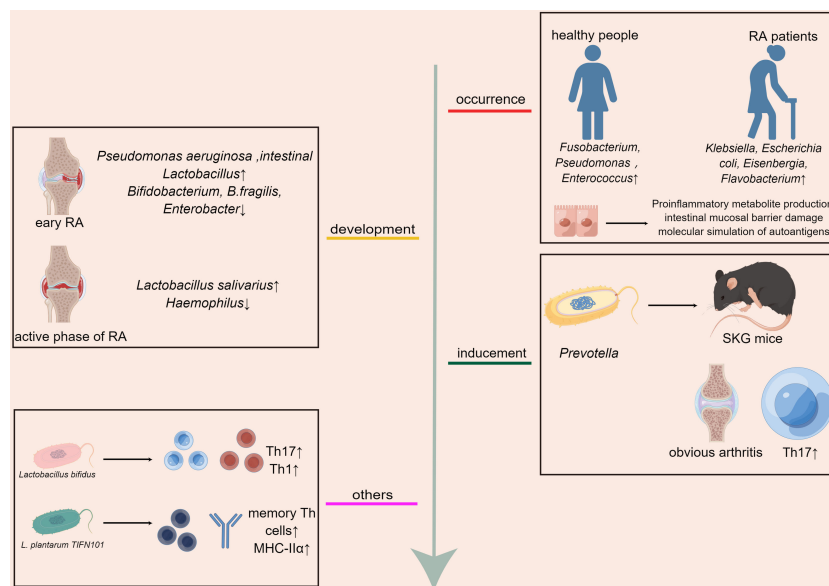 healthy people
RA patients
occurrence
Fusobacterium,
Pseudomonas ,
Enterococcus↑
Klebsiella, Escherichia
coli, Eisenbergia,
Flavobacterium↑
Proinflammatory metabolite production
intestinal mucosal barrier damage
molecular simulation of autoantigens
Pseudomonas aeruginosa ,intestinal
Lactobacillus↑
Bifidobacterium, B.fragilis,
Enterobacter↓
eary RA
development
Lactobacillus salivarius↑
Haemophilus↓
active phase of RA
Prevotella
SKG mice
inducement
obvious arthritis
Th17↑
Lactobacillus bifidus
Th17↑
Th1↑
others
L. plantarum TIFN101
memory Th
cells↑
MHC-IIα↑